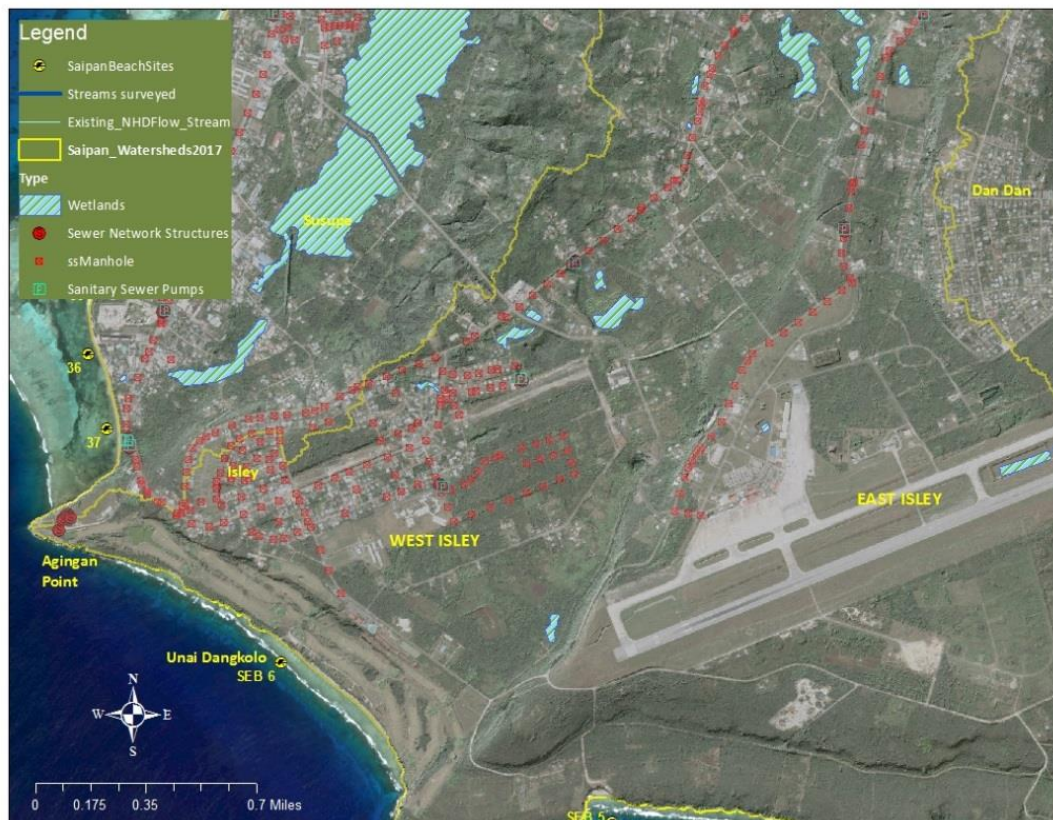 Legend
SaipanBeachSites
Streams surveyed
Existing_NHDFlow_Stream
Saipan_Watersheds2017
Type
Wetlands
Sewer Network Structures
ssManhole
Sanitary Sewer Pumps
Susupe
Dan Dan
36
37
Isley
WEST ISLEY
EAST ISLEY
Agingan
Point
Unai Dangkolo
SEB 6
N
W E
S
0 0.175 0.35 0.7 Miles
SEB 5